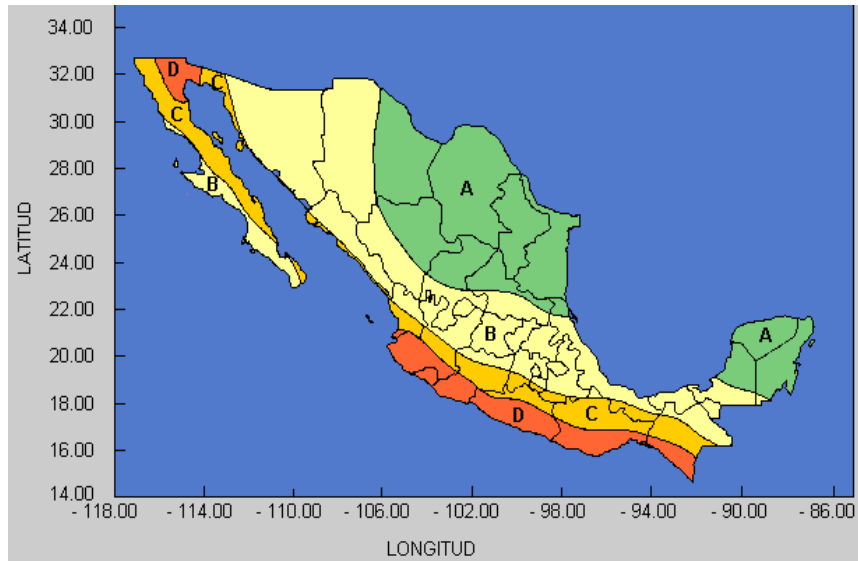 34.00
32.00
30.00
28.00
26.00
24.00
22.00
20.00
18.00
16.00
14.00
LATITUD
D
C
C
B
A
A
B
D
C
- 118.00 - 114.00 - 110.00 - 106.00 - 102.00 - 98.00 - 94.00 - 90.00 - 86.00
LONGITUD